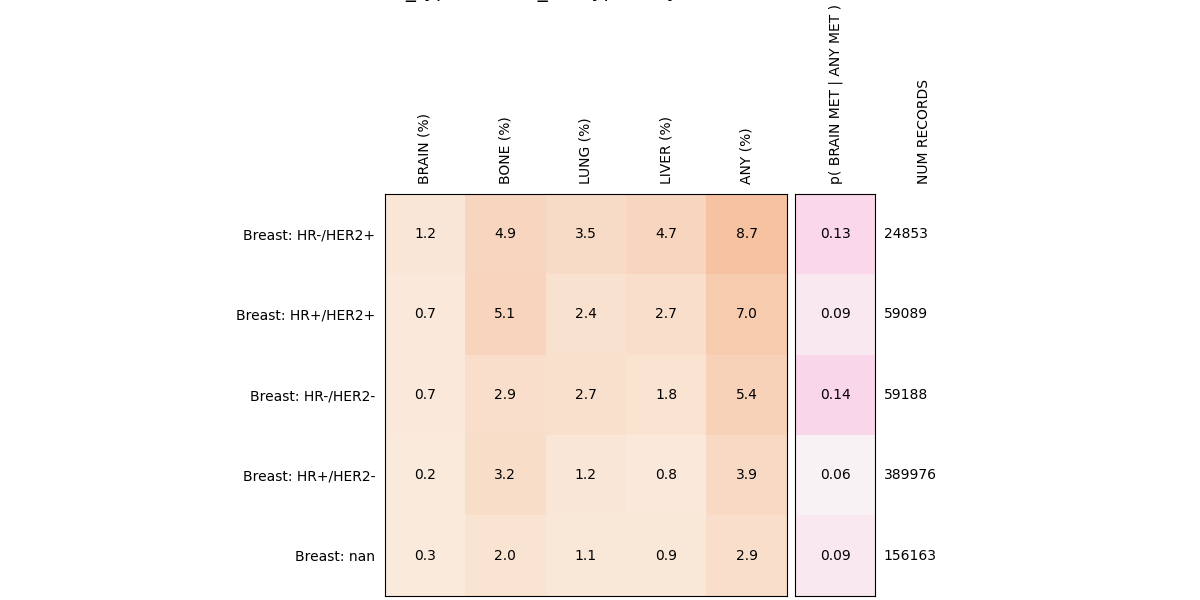 BRAIN (%) BONE (%) LUNG (%) LIVER (%) ANY (%) p( BRAIN MET | ANY MET ) NUM RECORDS
Breast: HR-/HER2+ 1.2 4.9 3.5 4.7 8.7 0.13 24853
Breast: HR+/HER2+ 0.7 5.1 2.4 2.7 7.0 0.09 59089
Breast: HR-/HER2- 0.7 2.9 2.7 1.8 5.4 0.14 59188
Breast: HR+/HER2- 0.2 3.2 1.2 0.8 3.9 0.06 389976
Breast: nan 0.3 2.0 1.1 0.9 2.9 0.09 156163